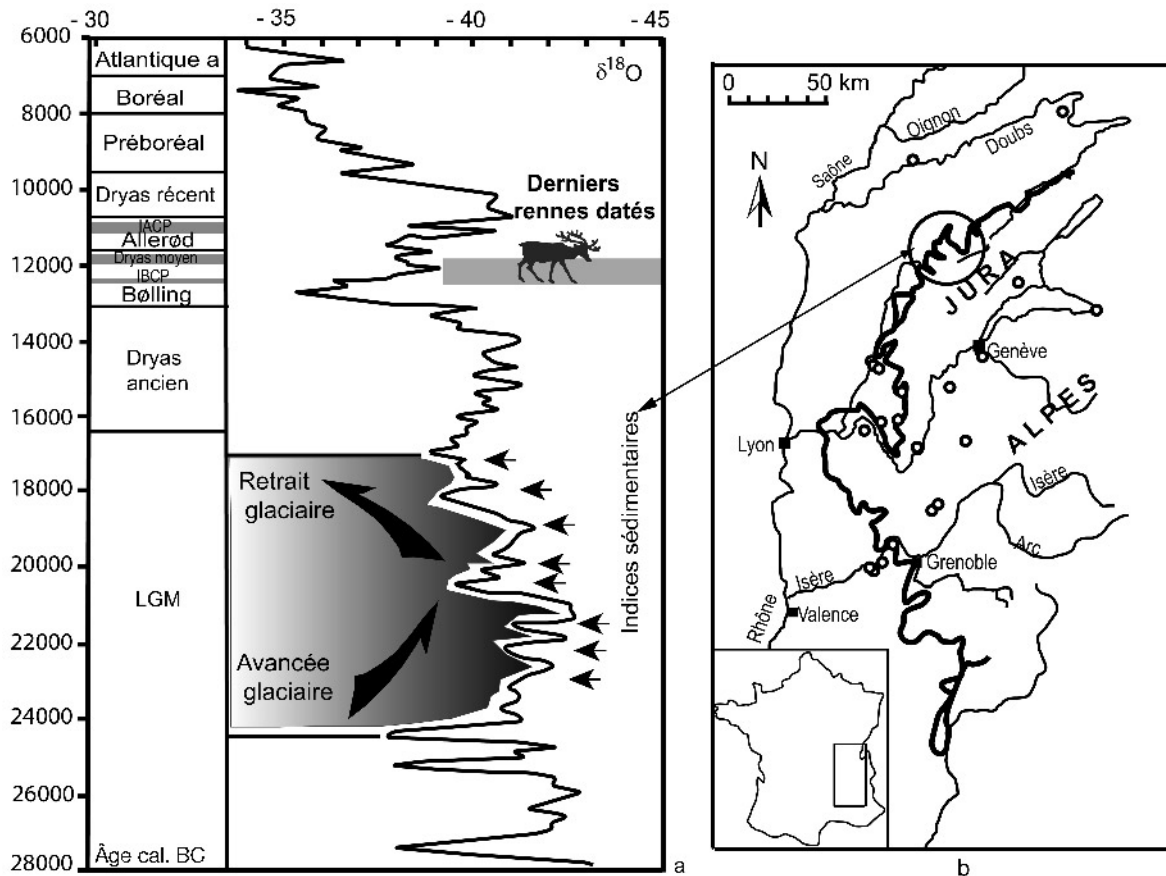 - 30
- 35
- 40
- 45
6000
8000
10000
12000
14000
16000
18000
20000
22000
24000
26000
28000
Atlantique a
Boréal
Préboréal
Dryas récent
IACP
Allerød
Dryas moyen
IBCP
Bølling
Dryas
ancien
LGM
Âge cal. BC
δ18O
Derniers
rennes datés
Retrait
glaciaire
Avancée
glaciaire
Indices sédimentaires
a
0 50 km
N
Saône
Oignon
Doubs
JURA
Genève
ALPES
Lyon
Isère
Arc
Grenoble
Isère
Rhône
Valence
b